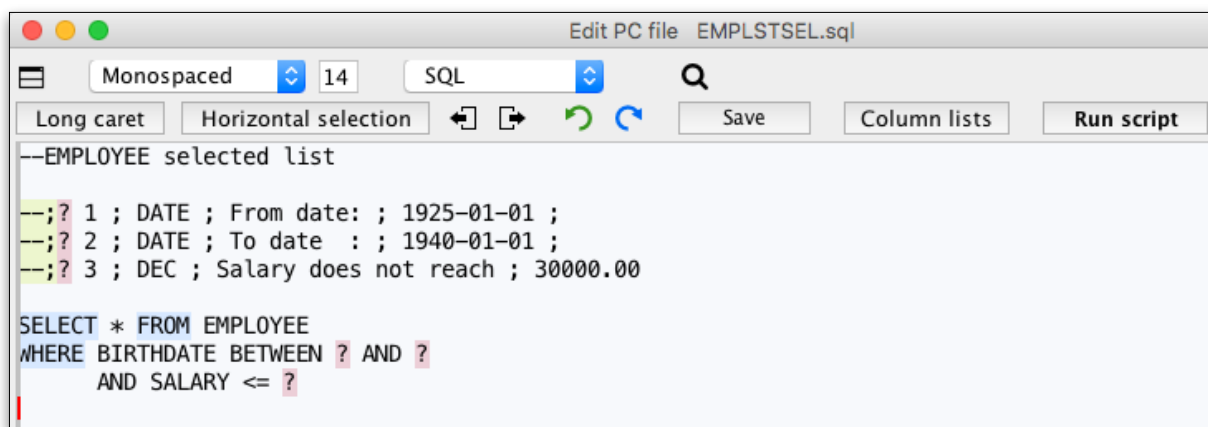 Edit PC file EMPLSTSEL.sql
Monospaced 14 SQL
Long caret Horizontal selection Save Column lists Run script
--EMPLOYEE selected list
--;? 1 ; DATE ; From date: ; 1925-01-01 ;
--;? 2 ; DATE ; To date  : ; 1940-01-01 ;
--;? 3 ; DEC ; Salary does not reach ; 30000.00
SELECT * FROM EMPLOYEE
WHERE BIRTHDATE BETWEEN ? AND ?
      AND SALARY <= ?